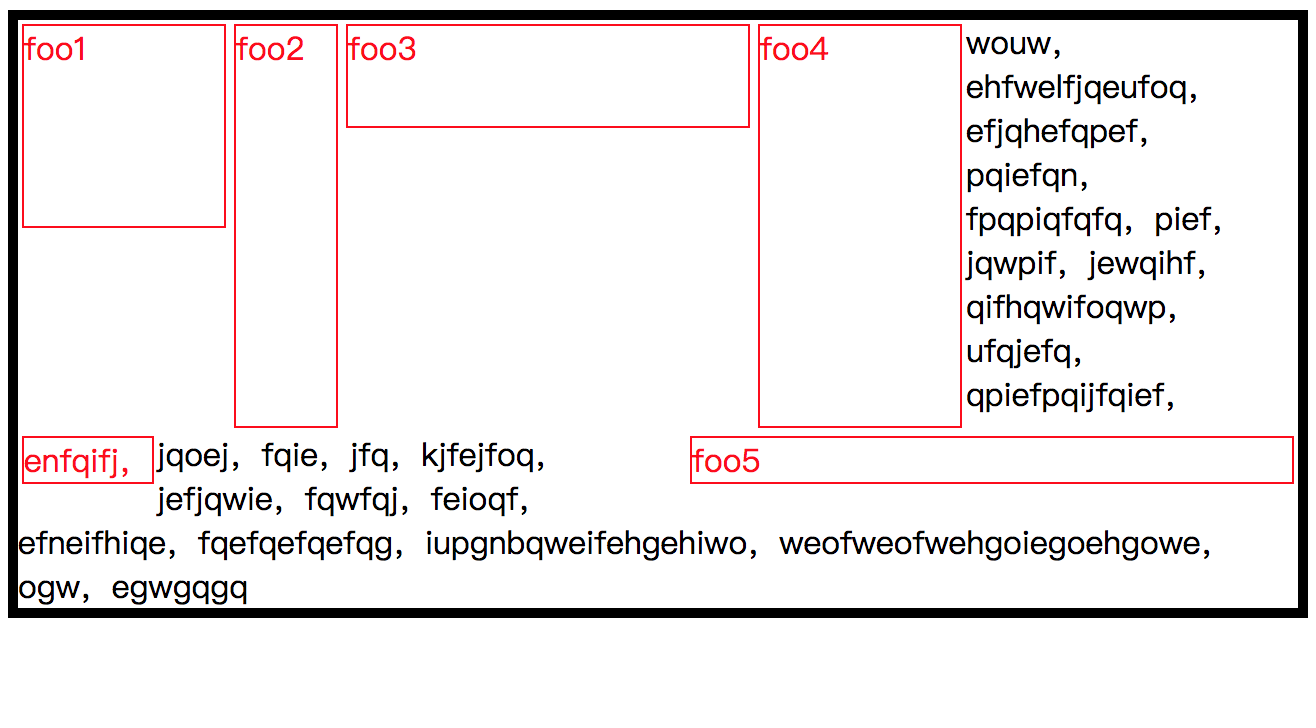 foo1 foo2 foo3 foo4 wouw,
ehfwelfjqeufoq,
efjqhefqpef,
pqiefqn,
fpqpiqfqfq, pief,
jqwpif, jewqihf,
qifhqwifoqwp,
ufqjefq,
qpiefpqijfqief,
enfqifj, jqoej, fqie, jfq, kjfejfoq, foo5
jefjqwie, fqwfqj, feioqf,
efneifhiqe, fqefqefqefqg, iupgnbqweifehgehiwo, weofweofwehgoiegoehgowe,
ogw, egwgqgq